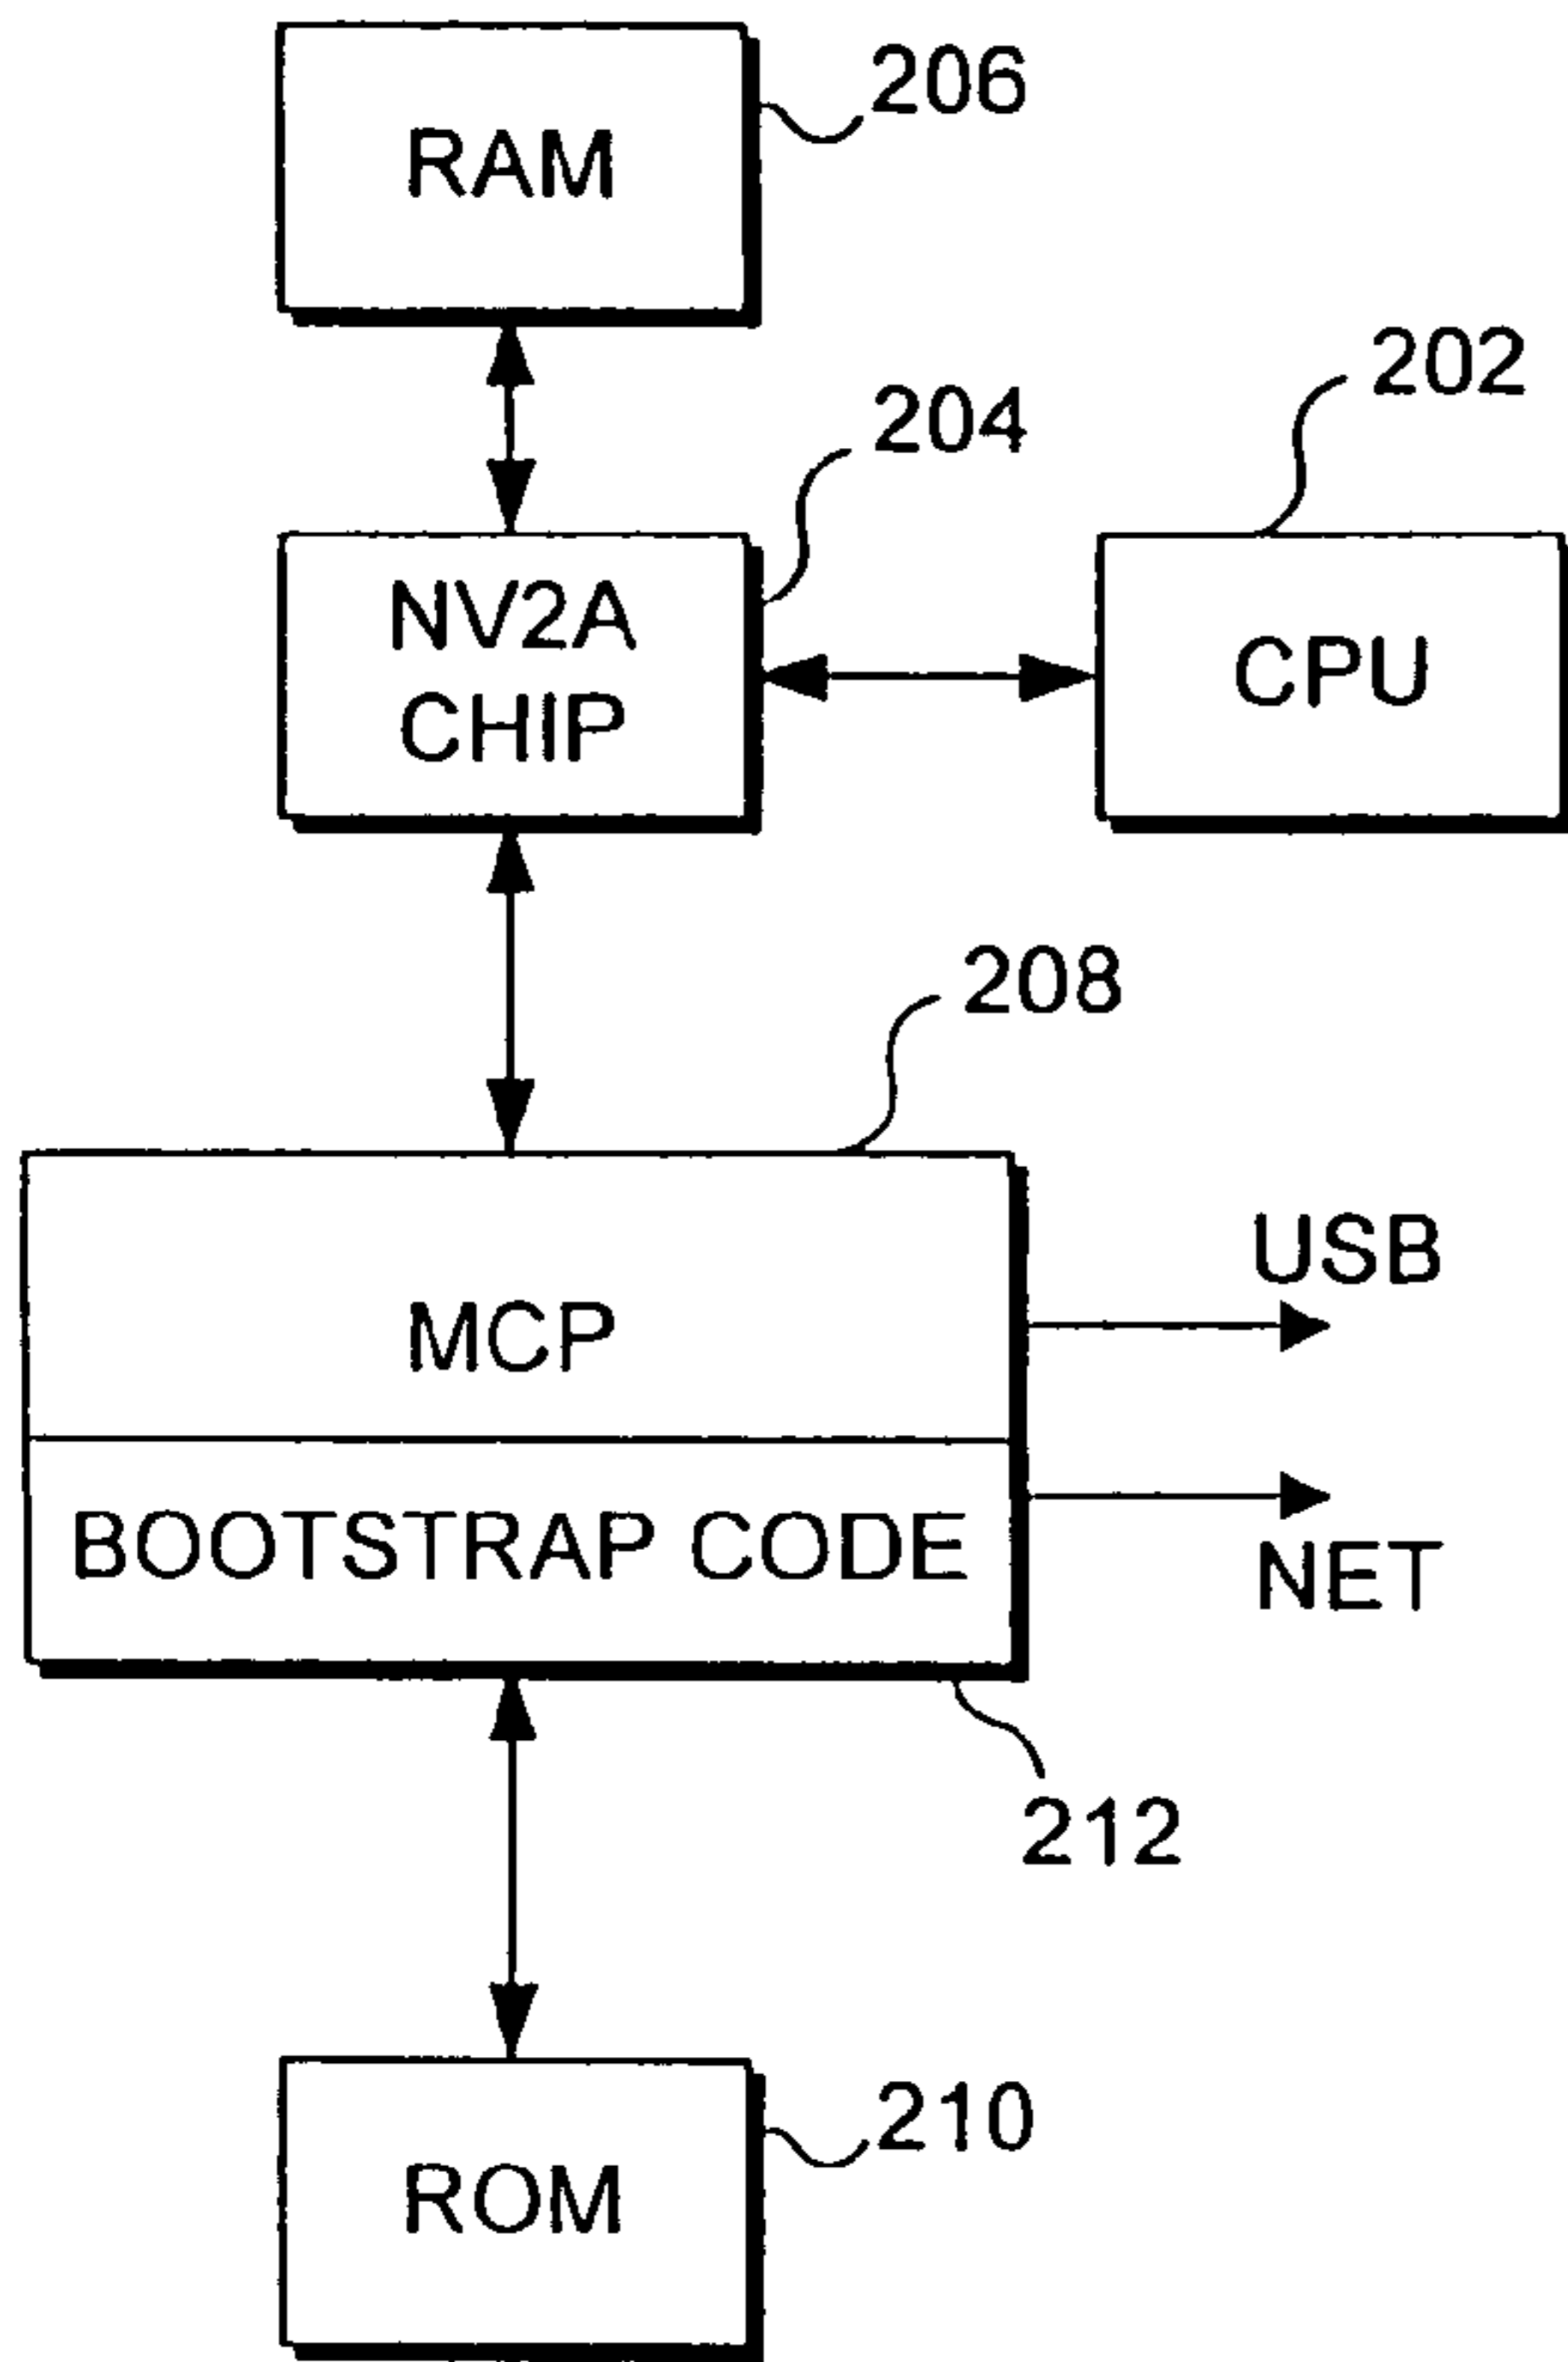 206
RAM
202
204
NV2A
CHIP
CPU
208
USB
MCP
BOOTSTRAP CODE
NET
212
210
ROM